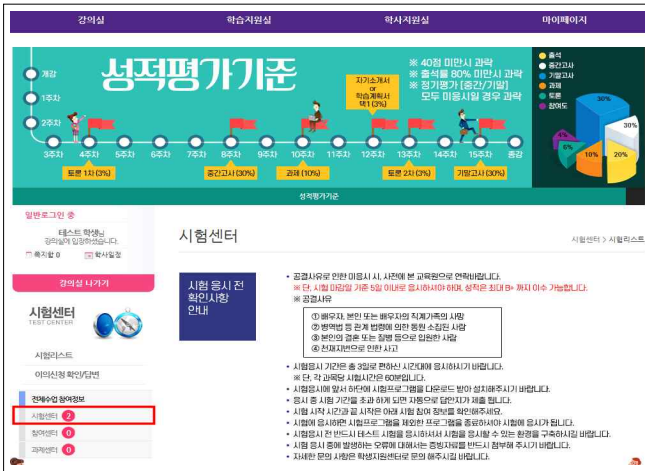 강의실
학습지원실
학사지원실
마이페이지
성적평가기준
※ 40점 미만시 과락
※ 출석률 80% 미만시 과락
※ 정기평가 [중간/기말]
모두 미응시일 경우 과락
자기소개서
or
학습계획서
택1 (3%)
개강
1주차
2주차
3주차
4주차
5주차
6주차
7주차
8주차
9주차
10주차
11주차
12주차
13주차
14주차
15주차
종강
토론 1차 (3%)
중간고사 (30%)
과제 (10%)
토론 2차 (3%)
기말고사 (30%)
출석
중간고사
기말고사
과제
토론
참여도
30%
30%
20%
10%
6%
4%
성적평가기준
일반로그인 중
테스트 학생님
강의실에 입장하셨습니다.
쪽지함 0
학사일정
강의실 나가기
시험센터
TEST CENTER
시험리스트
이의신청 확인/답변
전체수업 참여정보
시험센터 2
참여센터 0
과제센터 0
시험센터
시험센터 > 시험리스트
시험 응시 전
확인사항
안내
• 공결사유로 인한 미응시 시, 사전에 본 교육원으로 연락바랍니다.
※ 단, 시험 마감일 기준 5일 이내로 응시하셔야 하며, 성적은 최대 B+ 까지 이수 가능합니다.
※ 공결사유
① 배우자, 본인 또는 배우자의 직계가족의 사망
② 병역법 등 관계 법령에 의한 동원 소집된 사람
③ 본인의 결혼 또는 질병 등으로 입원한 사람
④ 천재지변으로 인한 사고
• 시험응시 기간은 총 3일로 편하신 시간대에 응시하시기 바랍니다.
※ 단, 각 과목당 시험시간은 60분입니다.
• 시험응시에 앞서 하단에 시험프로그램을 다운로드 받아 설치해주시기 바랍니다.
• 응시 중 시험 기간을 초과 하게 되면 자동으로 답안지가 제출 됩니다.
• 시험 시작 시간과 끝 시각은 아래 시험 참여 정보를 확인해주세요.
• 시험에 응시하면 시험프로그램을 제외한 프로그램을 종료하셔야 시험에 응시가 됩니다.
• 시험응시 전 반드시 테스트 시험을 응시하셔서 시험을 응시할 수 있는 환경을 구축하시길 바랍니다.
• 시험 응시 중에 발생하는 오류에 대해서는 증빙자료를 반드시 첨부해 주시기 바랍니다.
• 자세한 문의 사항은 학생지원센터로 문의 해주시길 바랍니다.